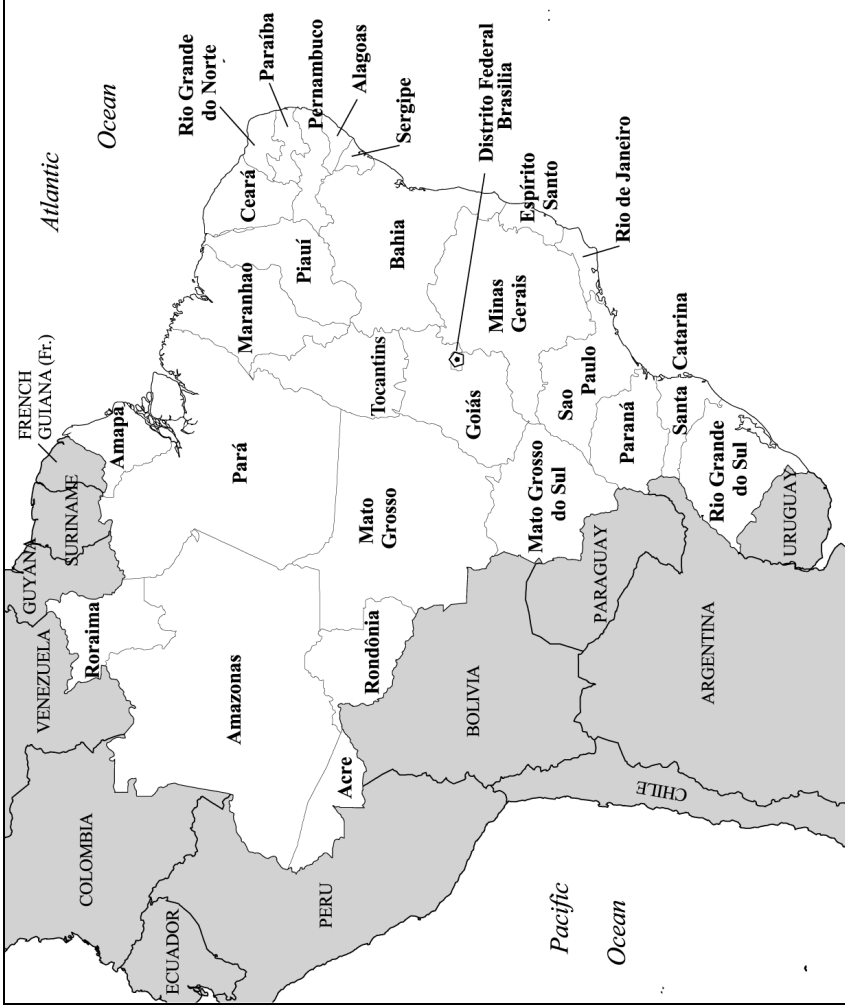 Atlantic
Ocean
FRENCH
GUIANA (Fr.)
SURINAME
GUYANA
VENEZUELA
COLOMBIA
ECUADOR
PERU
BOLIVIA
PARAGUAY
URUGUAY
ARGENTINA
CHILE
Pacific
Ocean
Roraima
Amapa
Amazonas
Pará
Acre
Rondônia
Mato
Grosso
Maranhao
Piauí
Ceará
Rio Grande
do Norte
Paraíba
Pernambuco
Alagoas
Sergipe
Tocantins
Bahia
Goiás
Distrito Federal
Brasilia
Minas
Gerais
Espírito
Santo
Rio de Janeiro
Mato Grosso
do Sul
Sao
Paulo
Paraná
Santa Catarina
Rio Grande
do Sul